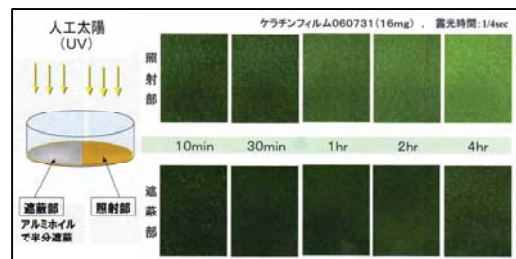 人工太陽
(UV)
ケラチンフィルム060731(16mg)，露光時間:1/4sec
照射部
10min 30min 1hr 2hr 4hr
遮蔽部
遮蔽部 照射部
アルミホイル
で半分遮蔽